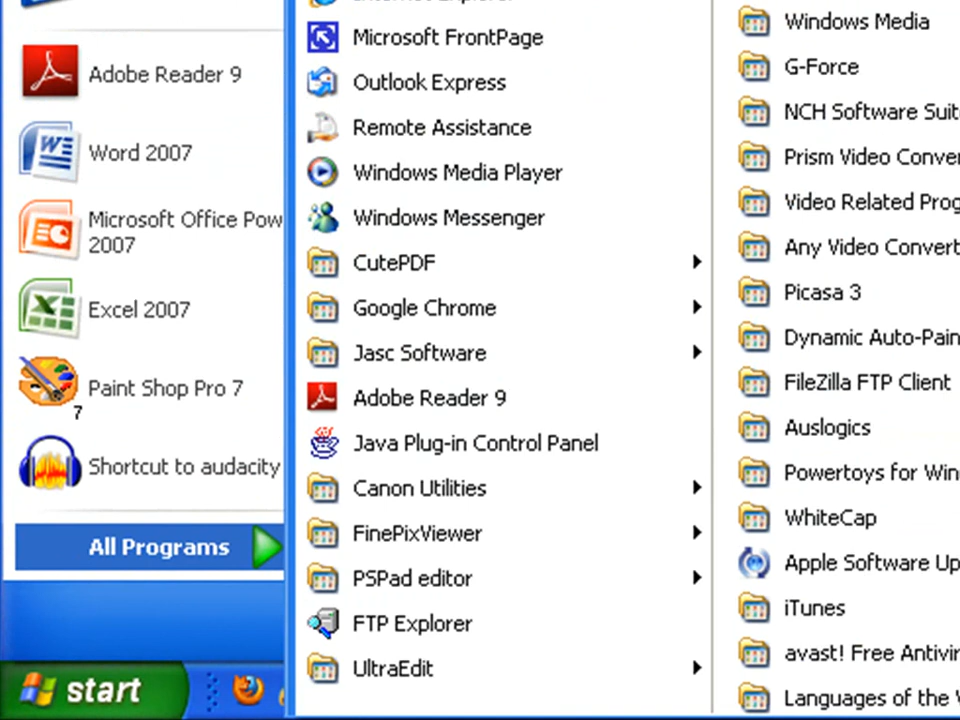 Adobe Reader 9
Word 2007
Microsoft Office Pow
2007
Excel 2007
Paint Shop Pro 7
7
Shortcut to audacity
All Programs
start
Internet Explorer
Microsoft FrontPage
Outlook Express
Remote Assistance
Windows Media Player
Windows Messenger
CutePDF
Google Chrome
Jasc Software
Adobe Reader 9
Java Plug-in Control Panel
Canon Utilities
FinePixViewer
PSPad editor
FTP Explorer
UltraEdit
Windows Media
G-Force
NCH Software Suit
Prism Video Conver
Video Related Prog
Any Video Convert
Picasa 3
Dynamic Auto-Pain
FileZilla FTP Client
Auslogics
Powertoys for Win
WhiteCap
Apple Software Up
iTunes
avast! Free Antivir
Languages of the W